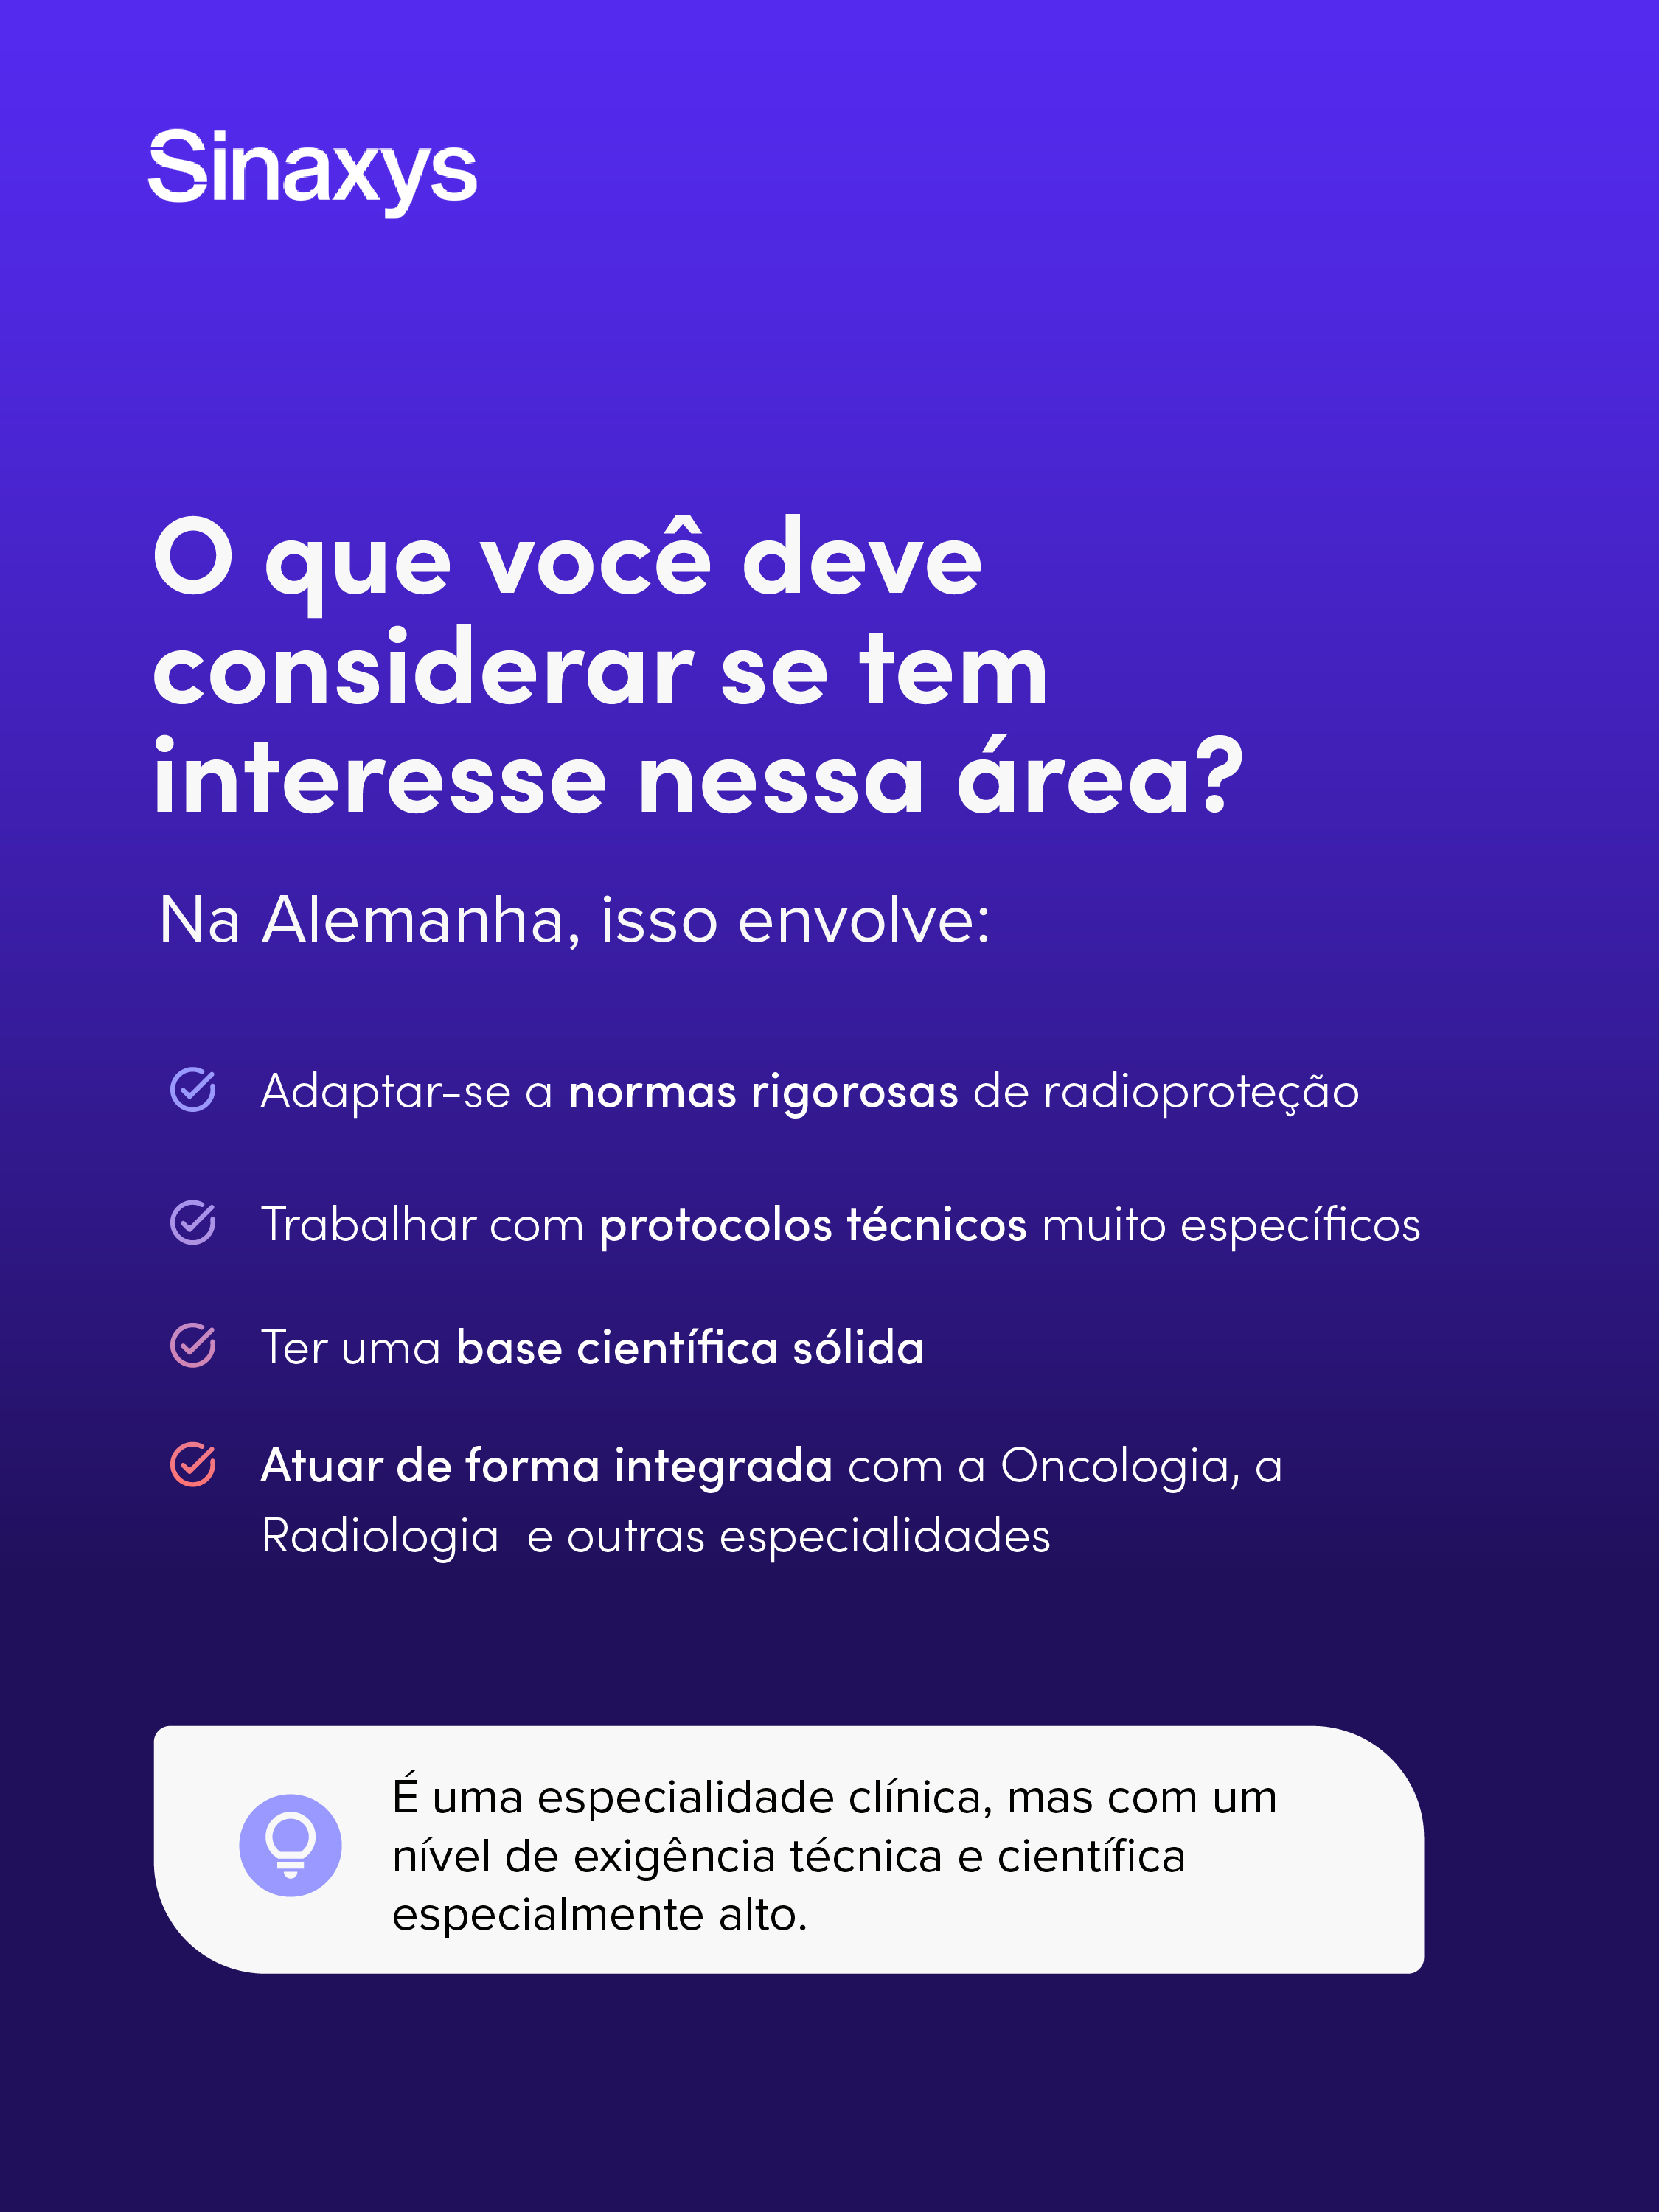 Sinaxys
O que você deve
considerar se tem
interesse nessa área?
Na Alemanha, isso envolve:
Adaptar-se a normas rigorosas de radioproteção
Trabalhar com protocolos técnicos muito específicos
Ter uma base científica sólida
Atuar de forma integrada com a Oncologia, a
Radiologia  e outras especialidades
É uma especialidade clínica, mas com um
nível de exigência técnica e científica
especialmente alto.